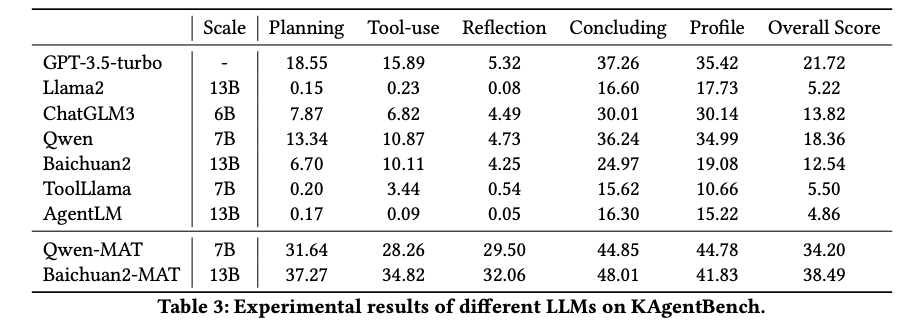 Scale Planning Tool-use Reflection Concluding Profile Overall Score
GPT-3.5-turbo - 18.55 15.89 5.32 37.26 35.42 21.72
Llama2 13B 0.15 0.23 0.08 16.60 17.73 5.22
ChatGLM3 6B 7.87 6.82 4.49 30.01 30.14 13.82
Qwen 7B 13.34 10.87 4.73 36.24 34.99 18.36
Baichuan2 13B 6.70 10.11 4.25 24.97 19.08 12.54
ToolLlama 7B 0.20 3.44 0.54 15.62 10.66 5.50
AgentLM 13B 0.17 0.09 0.05 16.30 15.22 4.86
Qwen-MAT 7B 31.64 28.26 29.50 44.85 44.78 34.20
Baichuan2-MAT 13B 37.27 34.82 32.06 48.01 41.83 38.49
Table 3: Experimental results of different LLMs on KAgentBench.